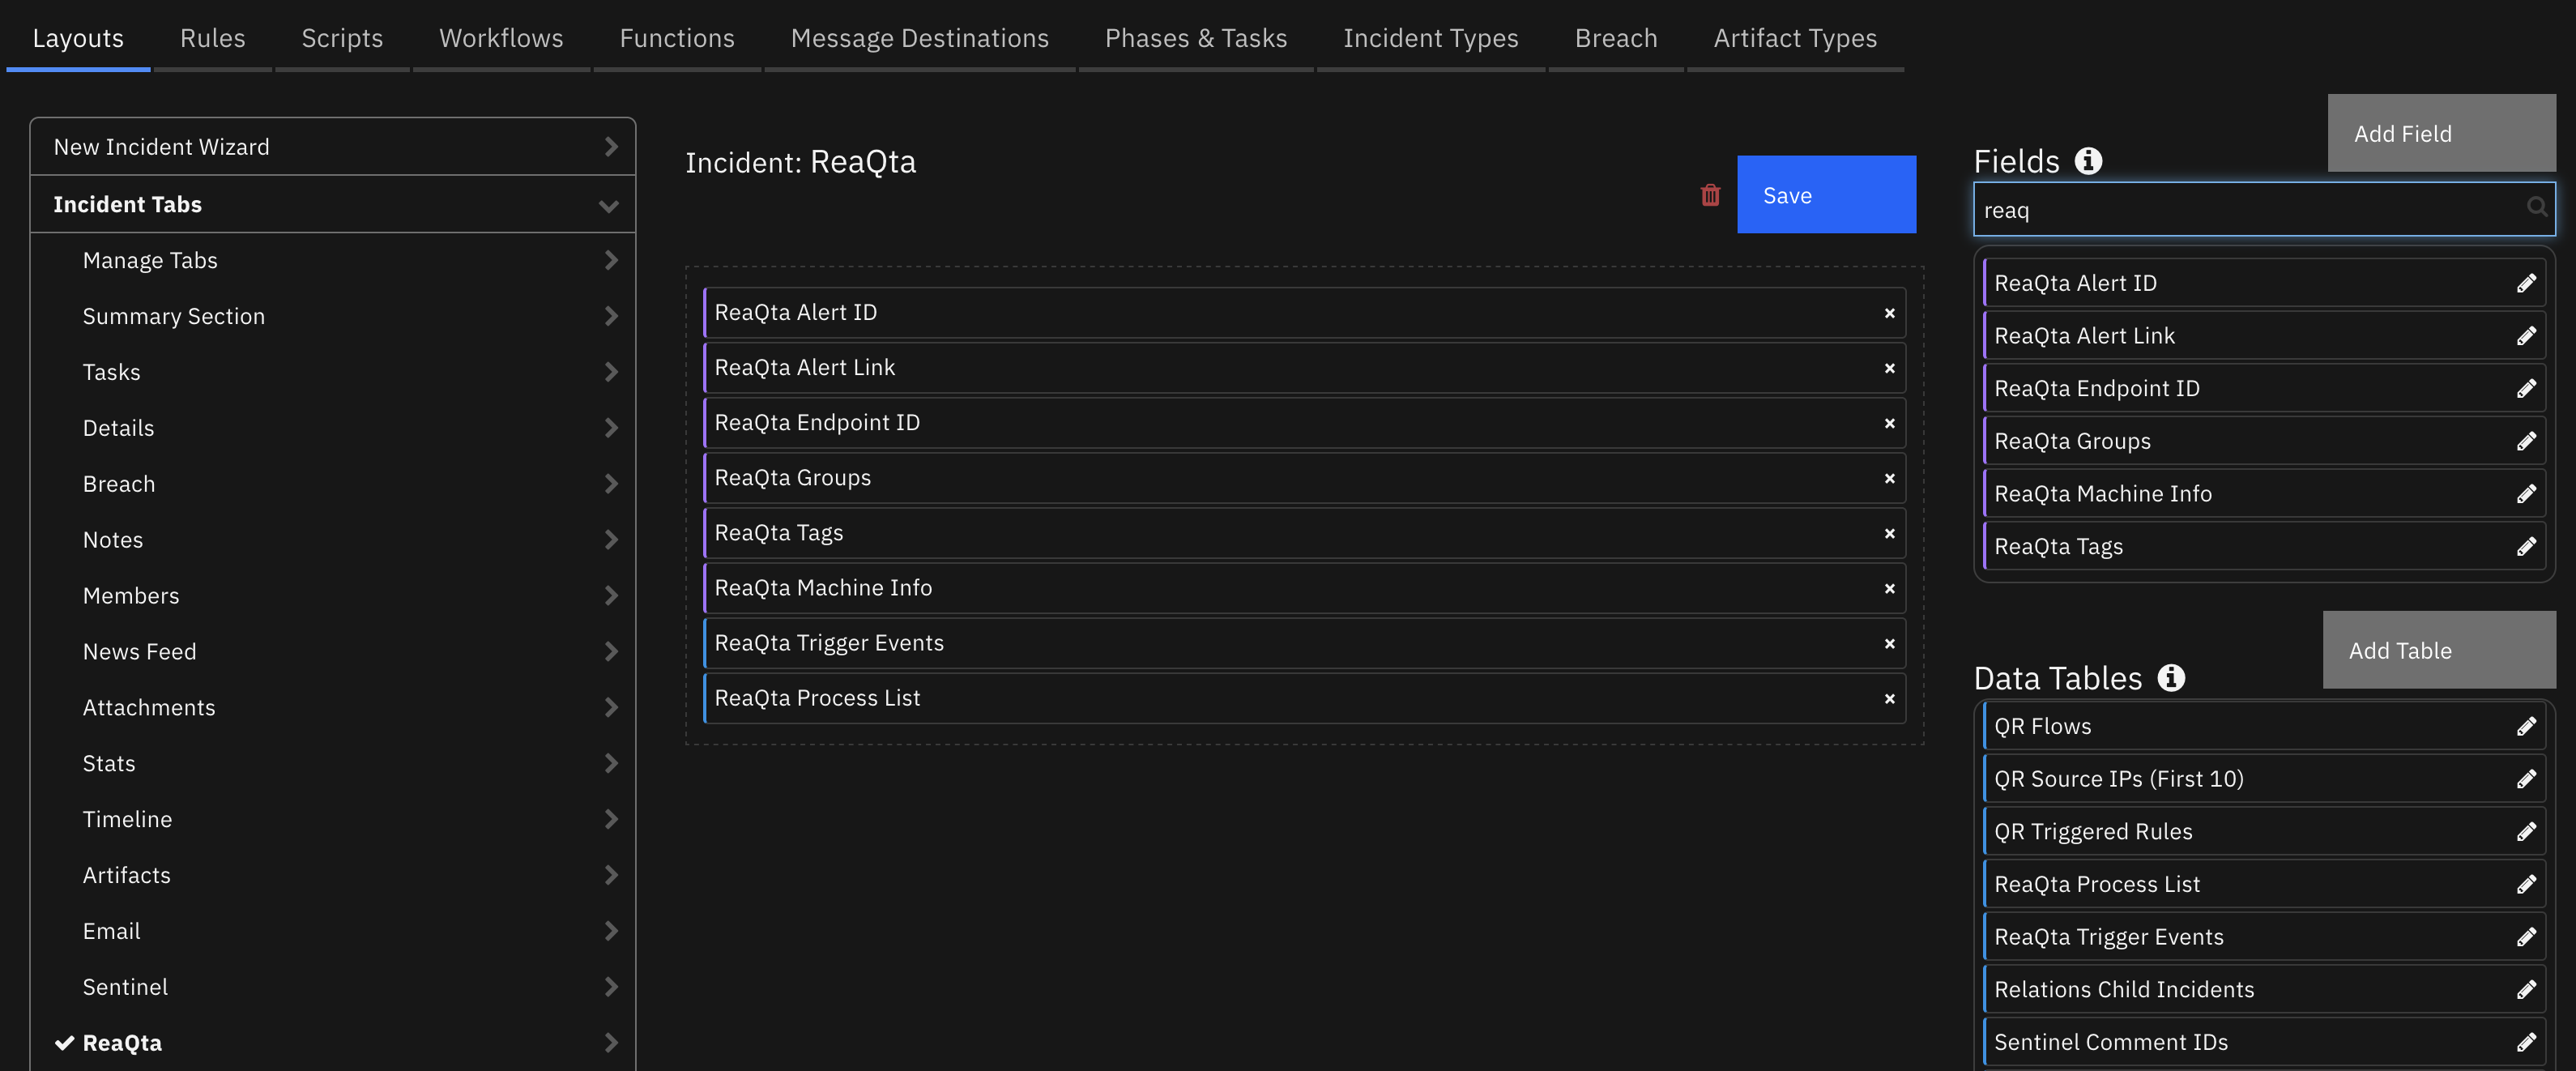 Layouts Rules Scripts Workflows Functions Message Destinations Phases & Tasks Incident Types Breach Artifact Types
New Incident Wizard
Incident Tabs
Manage Tabs
Summary Section
Tasks
Details
Breach
Notes
Members
News Feed
Attachments
Stats
Timeline
Artifacts
Email
Sentinel
ReaQta
Incident: ReaQta
Save
ReaQta Alert ID
ReaQta Alert Link
ReaQta Endpoint ID
ReaQta Groups
ReaQta Tags
ReaQta Machine Info
ReaQta Trigger Events
ReaQta Process List
Add Field
Fields
reaq
ReaQta Alert ID
ReaQta Alert Link
ReaQta Endpoint ID
ReaQta Groups
ReaQta Machine Info
ReaQta Tags
Add Table
Data Tables
QR Flows
QR Source IPs (First 10)
QR Triggered Rules
ReaQta Process List
ReaQta Trigger Events
Relations Child Incidents
Sentinel Comment IDs